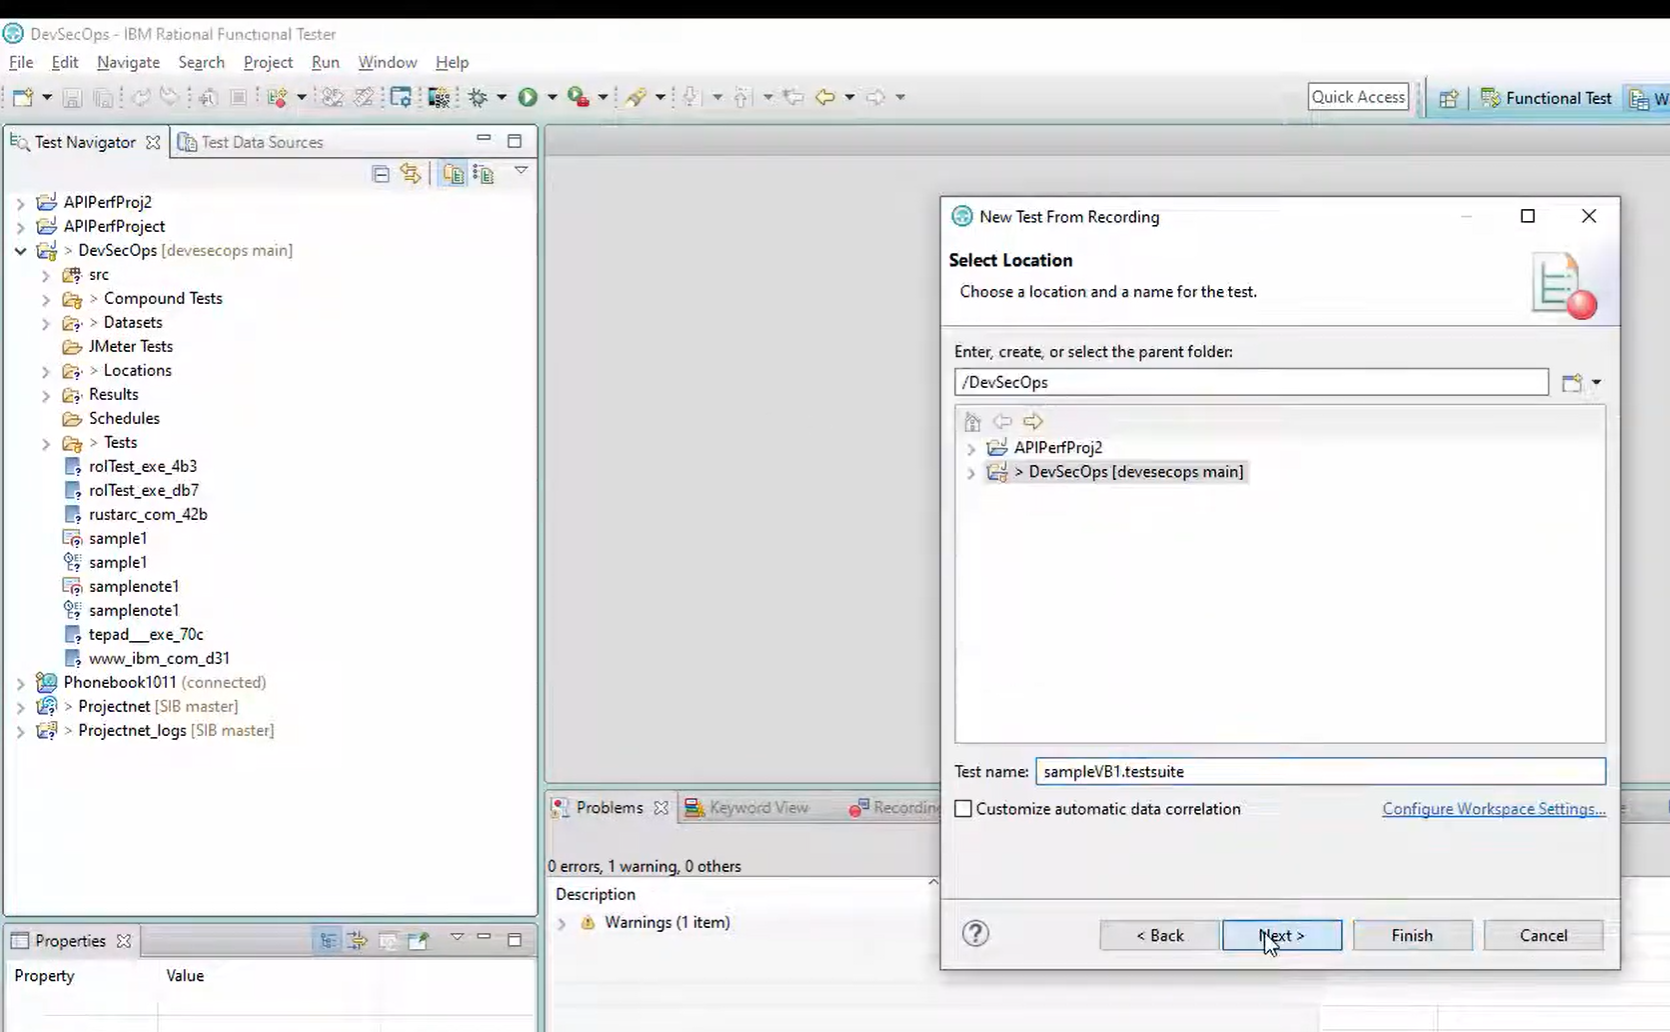 DevSecOps - IBM Rational Functional Tester
File Edit Navigate Search Project Run Window Help
Quick Access
Functional Test
Test Navigator
Test Data Sources
APIPerfProj2
APIPerfProject
> DevSecOps [devesecops main]
src
> Compound Tests
> Datasets
JMeter Tests
> Locations
Results
Schedules
> Tests
rolTest_exe_4b3
rolTest_exe_db7
rustarc_com_42b
sample1
sample1
samplenote1
samplenote1
tepad__exe_70c
www_ibm_com_d31
Phonebook1011 (connected)
> Projectnet [SIB master]
> Projectnet_logs [SIB master]
Properties
Property Value
New Test From Recording
Select Location
Choose a location and a name for the test.
Enter, create, or select the parent folder:
/DevSecOps
APIPerfProj2
> DevSecOps [devesecops main]
Test name: sampleVB1.testsuite
Customize automatic data correlation
Configure Workspace Settings...
< Back Next > Finish Cancel
Problems
Keyword View
Recording
0 errors, 1 warning, 0 others
Description
Warnings (1 item)